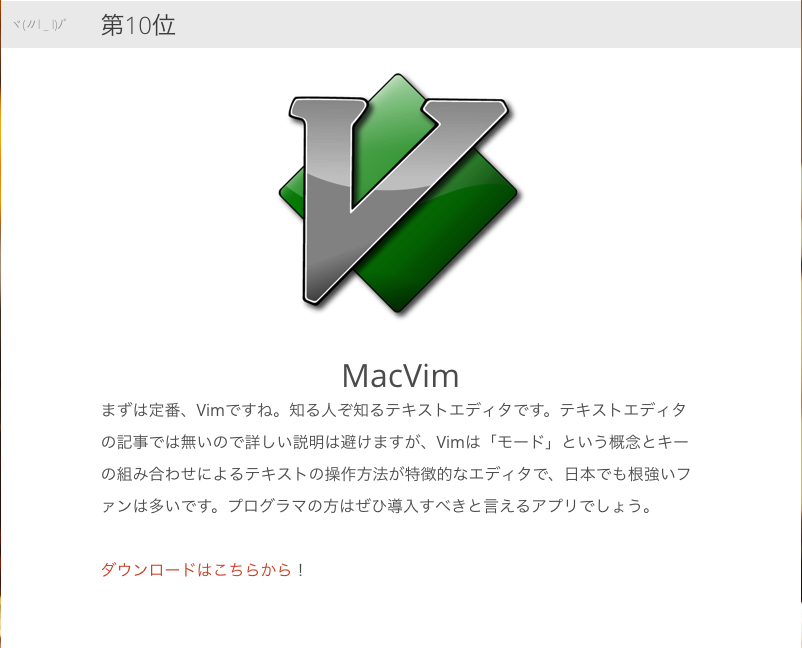 第10位
MacVim
まずは定番、Vimですね。知る人ぞ知るテキストエディタです。テキストエディタ
の記事では無いので詳しい説明は避けますが、Vimは「モード」という概念とキー
の組み合わせによるテキストの操作方法が特徴的なエディタで、日本でも根強いフ
ァンは多いです。プログラマの方はぜひ導入すべきと言えるアプリでしょう。
ダウンロードはこちらから！